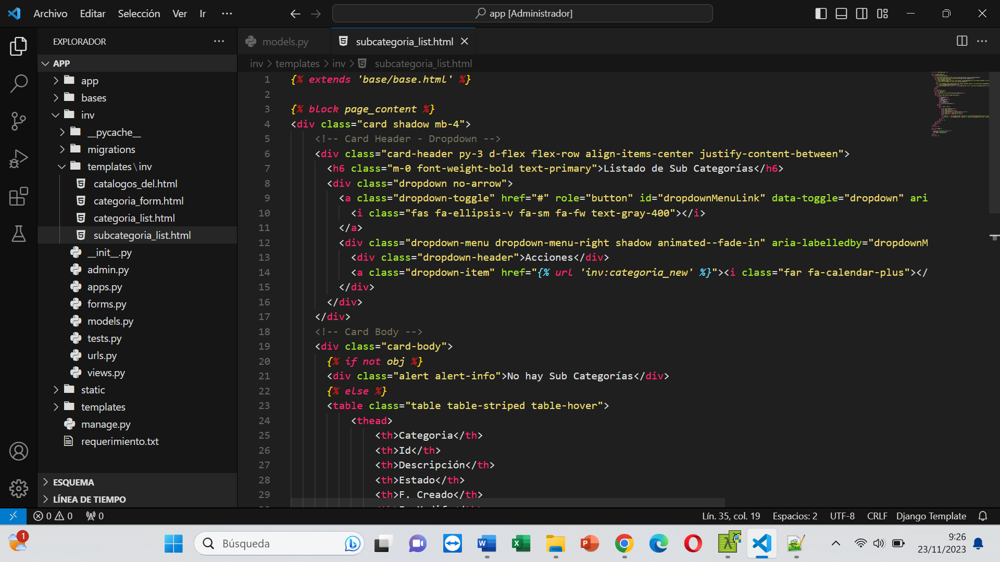 Archivo Editar Selección Ver Ir ··· app [Administrador]
EXPLORADOR ···
APP
app
bases
inv
__pycache__
migrations
templates\inv
catalogos_del.html
categoria_form.html
categoria_list.html
subcategoria_list.html
__init__.py
admin.py
apps.py
forms.py
models.py
tests.py
urls.py
views.py
static
templates
manage.py
requerimiento.txt
ESQUEMA
LÍNEA DE TIEMPO
models.py subcategoria_list.html
inv > templates > inv > subcategoria_list.html
1 {% extends 'base/base.html' %}
2
3 {% block page_content %}
4 <div class="card shadow mb-4">
5 <!-- Card Header - Dropdown -->
6 <div class="card-header py-3 d-flex flex-row align-items-center justify-content-between">
7 <h6 class="m-0 font-weight-bold text-primary">Listado de Sub Categorías</h6>
8 <div class="dropdown no-arrow">
9 <a class="dropdown-toggle" href="#" role="button" id="dropdownMenuLink" data-toggle="dropdown" ari
10 <i class="fas fa-ellipsis-v fa-sm fa-fw text-gray-400"></i>
11 </a>
12 <div class="dropdown-menu dropdown-menu-right shadow animated--fade-in" aria-labelledby="dropdownM
13 <div class="dropdown-header">Acciones</div>
14 <a class="dropdown-item" href="{% url 'inv:categoria_new' %}"><i class="far fa-calendar-plus"></
15 </div>
16 </div>
17 </div>
18 <!-- Card Body -->
19 <div class="card-body">
20 {% if not obj %}
21 <div class="alert alert-info">No hay Sub Categorías</div>
22 {% else %}
23 <table class="table table-striped table-hover">
24 <thead>
25 <th>Categoria</th>
26 <th>Id</th>
27 <th>Descripción</th>
28 <th>Estado</th>
29 <th>F. Creado</th>
0 0 0 Lín. 35, col. 19 Espacios: 2 UTF-8 CRLF Django Template
1 Búsqueda 9:26
23/11/2023